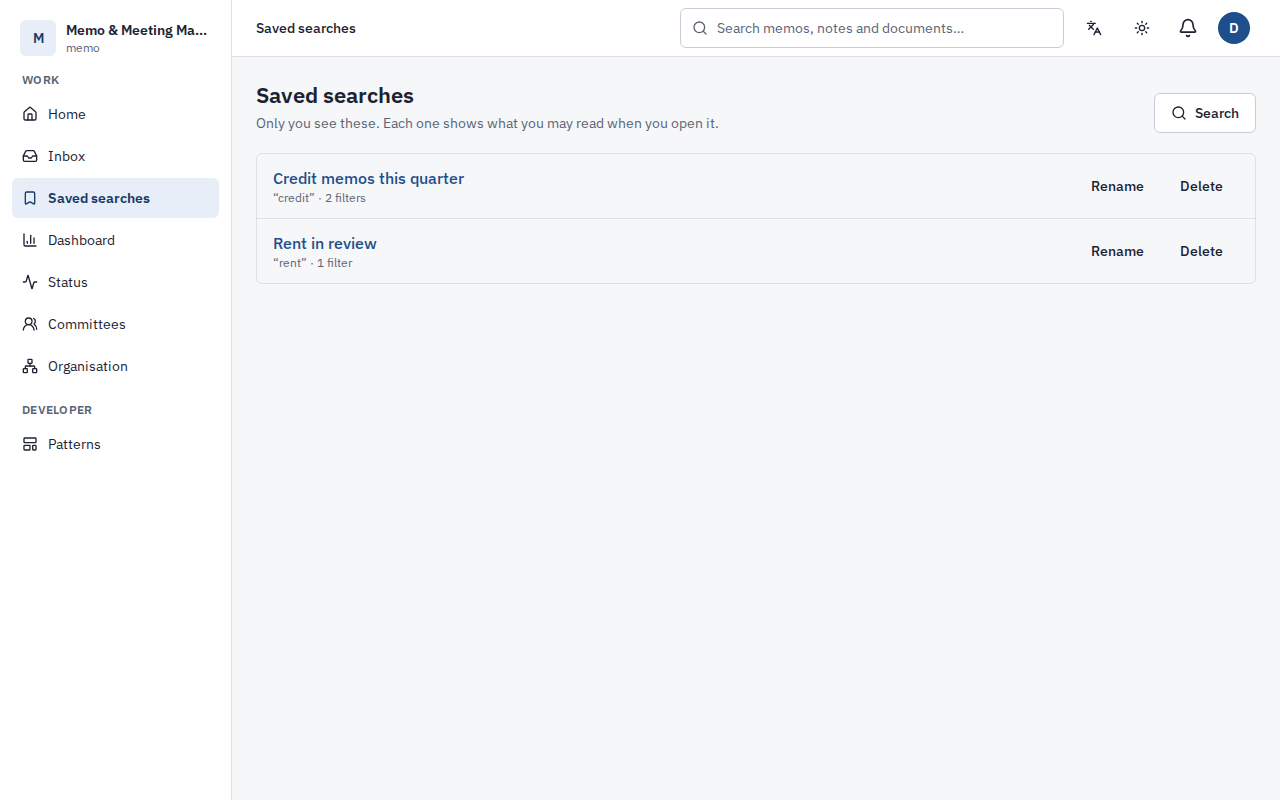 M
Memo & Meeting Ma...
memo
WORK
Home
Inbox
Saved searches
Dashboard
Status
Committees
Organisation
DEVELOPER
Patterns
Saved searches
Search memos, notes and documents...
D
Saved searches
Only you see these. Each one shows what you may read when you open it.
Search
Credit memos this quarter
“credit” · 2 filters
Rename
Delete
Rent in review
“rent” · 1 filter
Rename
Delete